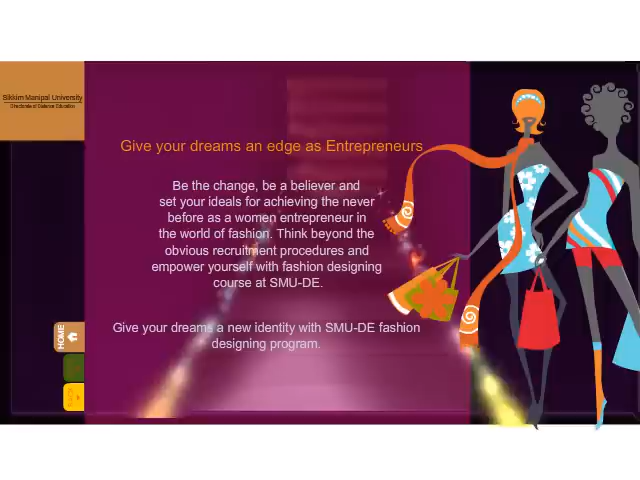 Sikkim Manipal University
Directorate of Distance Education
Give your dreams an edge as Entrepreneurs
Be the change, be a believer and
set your ideals for achieving the never
before as a women entrepreneur in
the world of fashion. Think beyond the
obvious recruitment procedures and
empower yourself with fashion designing
course at SMU-DE.
Give your dreams a new identity with SMU-DE fashion
designing program.
HOME